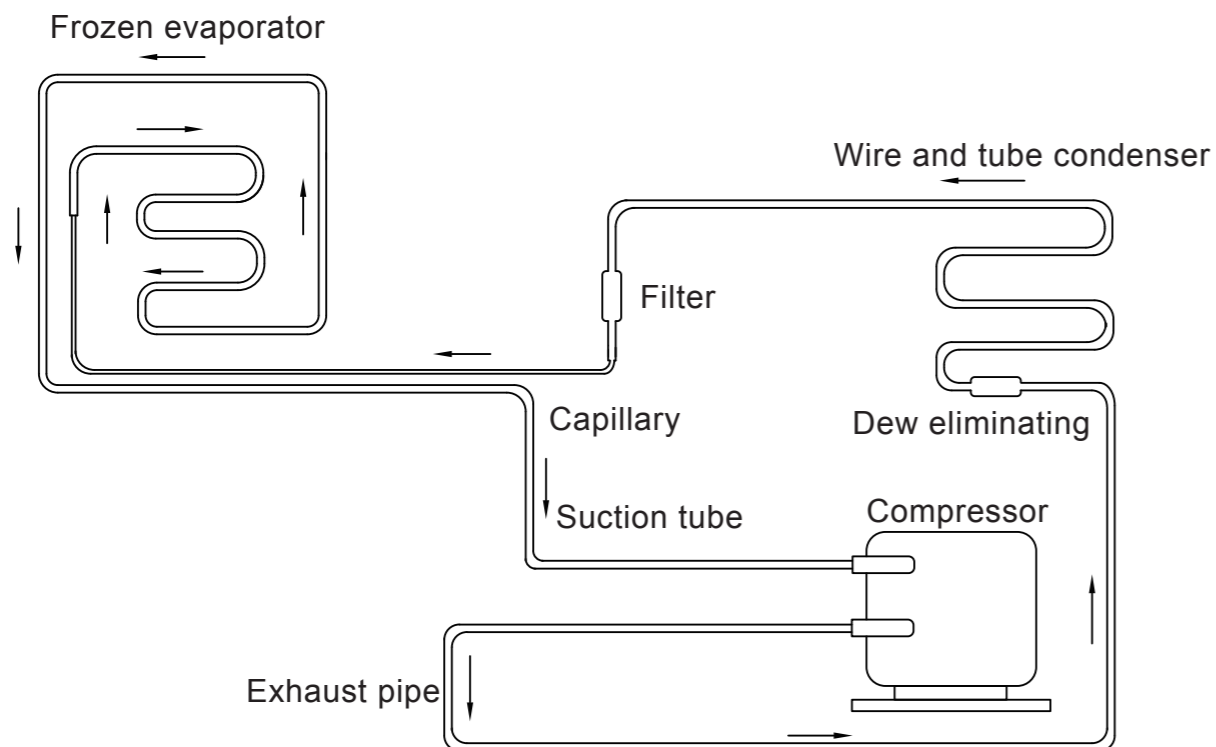 Frozen evaporator
Wire and tube condenser
Filter
Capillary
Dew eliminating
Suction tube
Compressor
Exhaust pipe